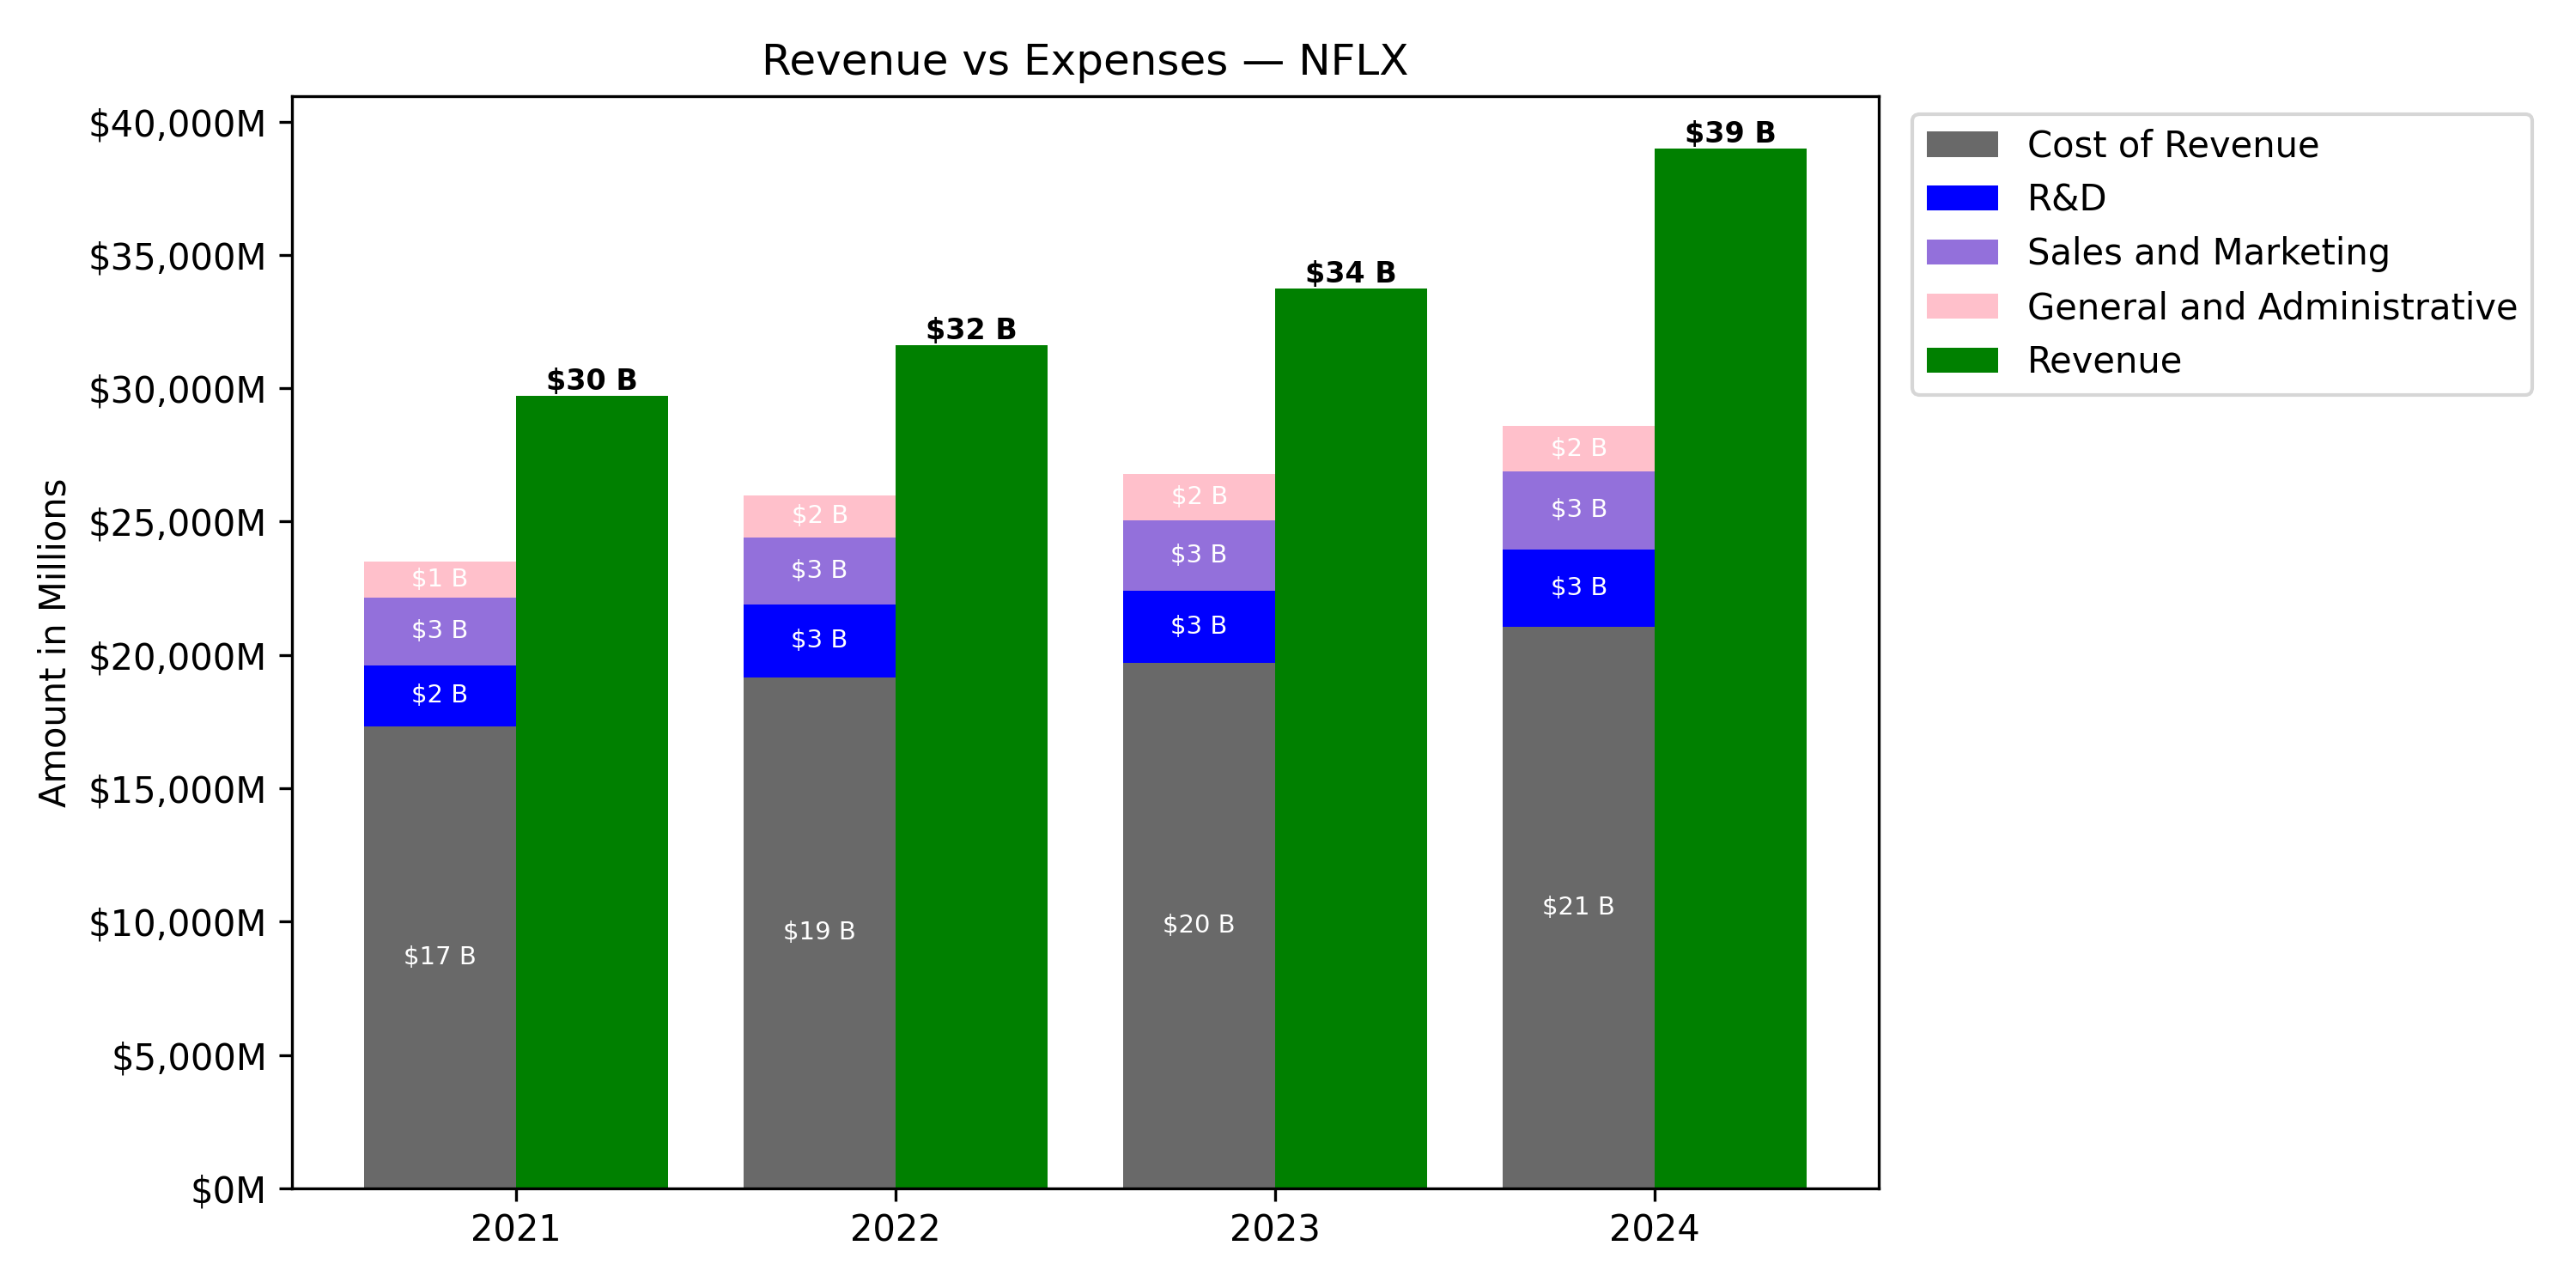 Revenue vs Expenses — NFLX
Amount in Millions
$40,000M
$35,000M
$30,000M
$25,000M
$20,000M
$15,000M
$10,000M
$5,000M
$0M
$30 B
$1 B
$3 B
$2 B
$17 B
$32 B
$2 B
$3 B
$3 B
$19 B
$34 B
$2 B
$3 B
$3 B
$20 B
$39 B
$2 B
$3 B
$3 B
$21 B
2021
2022
2023
2024
Cost of Revenue
R&D
Sales and Marketing
General and Administrative
Revenue